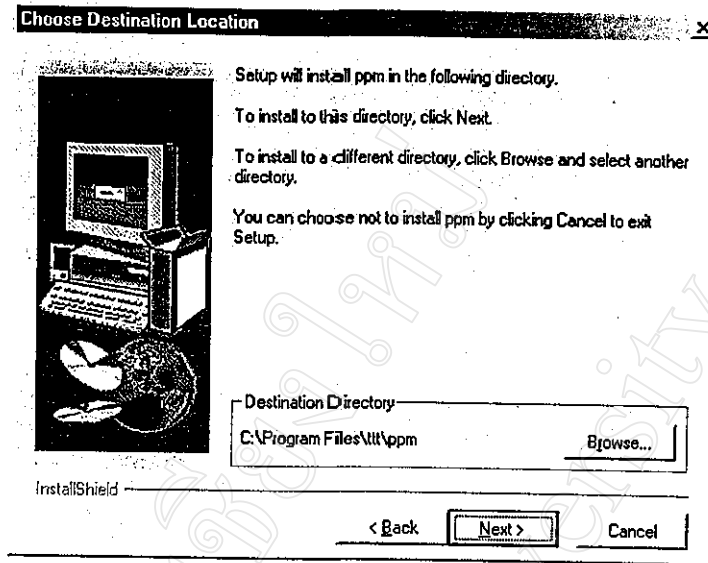 Choose Destination Location
Setup will install ppm in the following directory.
To install to this directory, click Next.
To install to a different directory, click Browse and select another
directory.
You can choose not to install ppm by clicking Cancel to exit
Setup.
Destination Directory
C:\Program Files\ttt\ppm
Browse...
InstallShield
< Back
Next >
Cancel